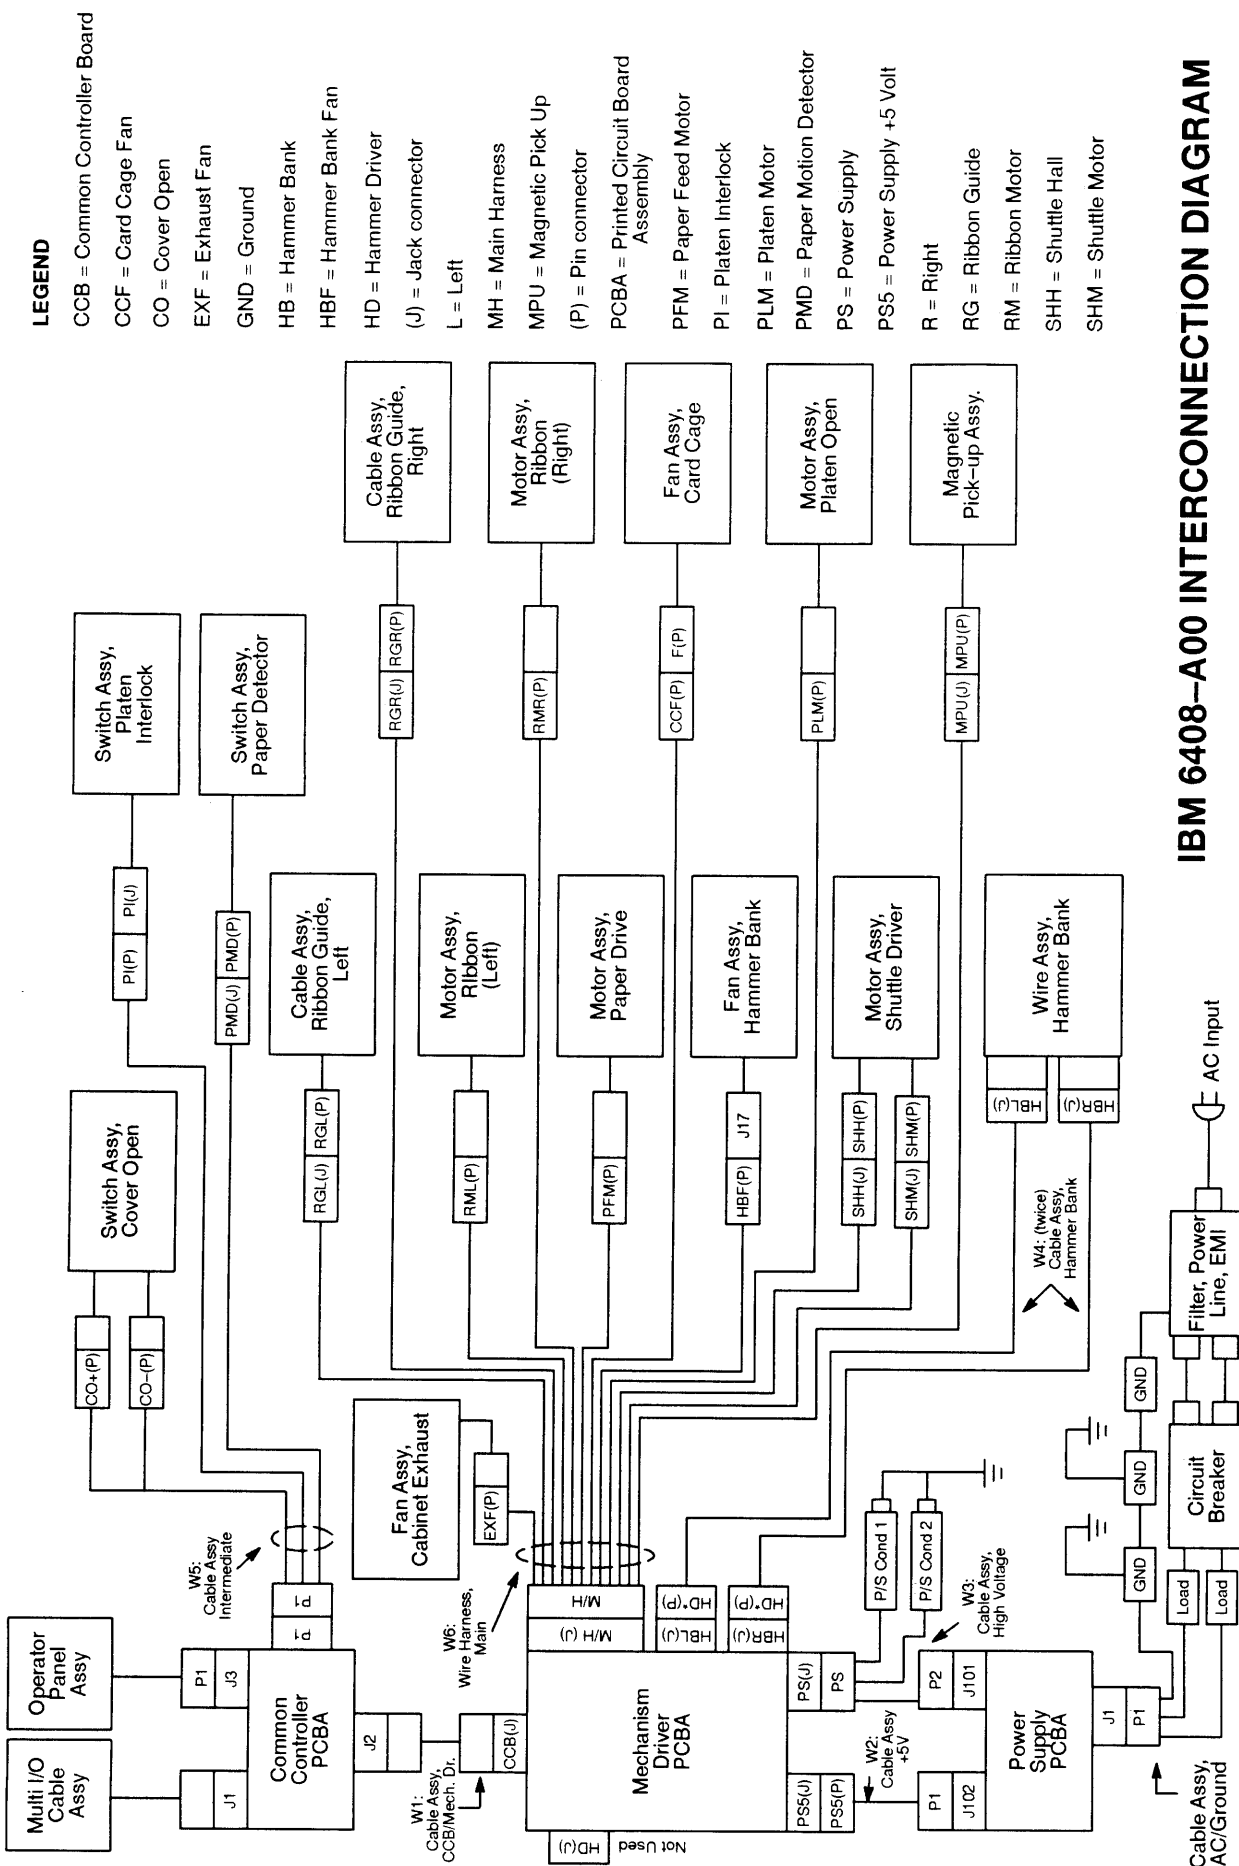 LEGEND
CCB = Common Controller Board
CCF = Card Cage Fan
CO = Cover Open
EXF = Exhaust Fan
GND = Ground
HB = Hammer Bank
HBF = Hammer Bank Fan
HD = Hammer Driver
(J) = Jack connector
L = Left
MH = Main Harness
MPU = Magnetic Pick Up
(P) = Pin connector
PCBA = Printed Circuit Board
Assembly
PFM = Paper Feed Motor
PI = Platen Interlock
PLM = Platen Motor
PMD = Paper Motion Detector
PS = Power Supply
PS5 = Power Supply +5 Volt
R = Right
RG = Ribbon Guide
RM = Ribbon Motor
SHH = Shuttle Hall
SHM = Shuttle Motor
Multi I/O
Cable
Assy
Operator
Panel
Assy
J1
P1
J3
Common
Controller
PCBA
P1
P1
J2
W5:
Cable Assy
Intermediate
CO+(P)
CO-(P)
Switch Assy,
Cover Open
PI(P)
PI(J)
Switch Assy,
Platen
Interlock
PMD(J)
PMD(P)
Switch Assy,
Paper Detector
W1:
Cable Assy,
CCB/Mech. Dr.
CCB(J)
W6:
Wire Harness,
Main
EXF(P)
Fan Assy,
Cabinet Exhaust
RGL(J)
RGL(P)
Cable Assy,
Ribbon Guide,
Left
RGR(J)
RGR(P)
Cable Assy,
Ribbon Guide,
Right
RML(P)
Motor Assy,
RIbbon
(Left)
RMR(P)
Motor Assy,
Ribbon
(Right)
PFM(P)
Motor Assy,
Paper Drive
CCF(P)
F(P)
Fan Assy,
Card Cage
HBF(P)
J17
Fan Assy,
Hammer Bank
PLM(P)
Motor Assy,
Platen Open
SHH(J)
SHH(P)
SHM(J)
SHM(P)
Motor Assy,
Shuttle Driver
MPU(J)
MPU(P)
Magnetic
Pick-up Assy.
HBL(J)
HBR(J)
Wire Assy,
Hammer Bank
W4: (twice)
Cable Assy,
Hammer Bank
HD(J)
Not Used
Mechanism
Driver
PCBA
M/H (J)
M/H
HBL(J)
HD*(P)
HBR(J)
HD*(P)
PS5(J)
PS5(P)
PS(J)
PS
P/S Cond 1
P/S Cond 2
W2:
Cable Assy
+5V
W3:
Cable Assy,
High Voltage
P1
J102
P2
J101
Power
Supply
PCBA
J1
P1
Cable Assy,
AC/Ground
GND
GND
GND
Load
Load
Circuit
Breaker
Filter, Power
Line, EMI
AC Input
IBM 6408–A00 INTERCONNECTION DIAGRAM